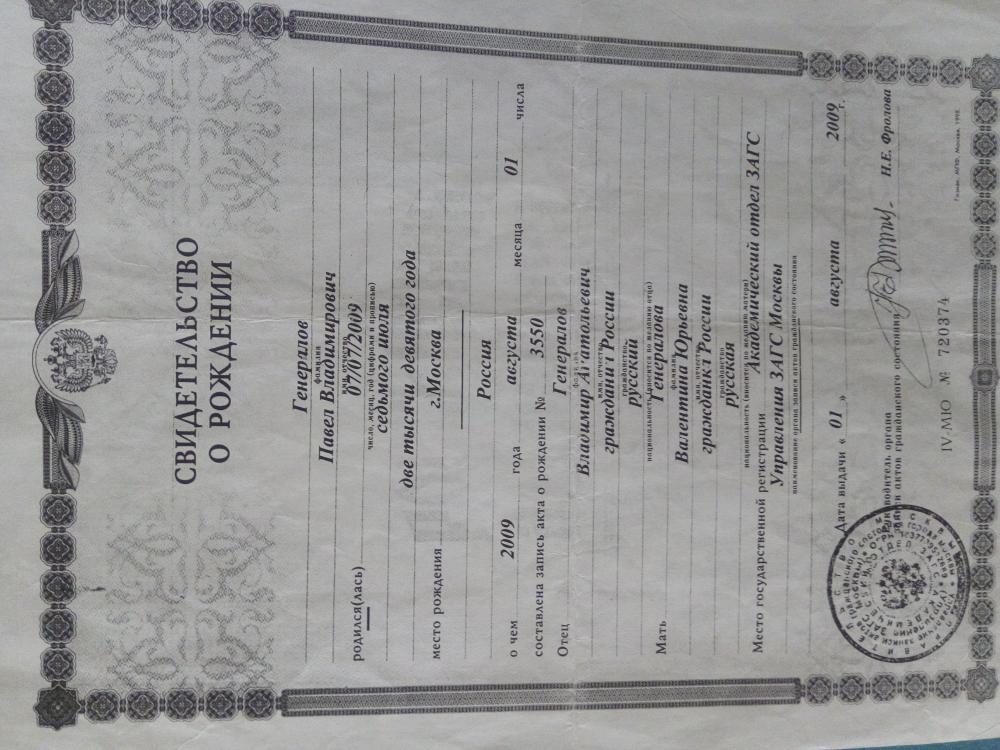 СВИДЕТЕЛЬСТВО
О РОЖДЕНИИ
Генераллов
фамилия
Павел Владимирович
имя, отчество
родился(лась) 07/07/2009
число, месяц, год (цифрами и прописью)
седьмого июля
две тысячи девятого года
место рождения г.Москва
Россия
о чем 2009 года августа месяца 01 числа
составлена запись акта о рождении № 3550
Отец Генералов
фамилия
Владимир Анатольевич
имя, отчество
гражданин России
гражданство
русский
национальность (вносится по желанию отца)
Мать Генералова
фамилия
Валентина Юрьевна
имя, отчество
гражданка России
гражданство
русская
национальность (вносится по желанию матери)
Место государственной регистрации Академический отдел ЗАГС
Управления ЗАГС Москвы
наименование органа записи актов гражданского состояния
Дата выдачи « 01 » августа 2009 г.
Руководитель органа
записи актов гражданского состояния Н.Е. Фролова
IV-МЮ № 720374
Гознак, МПФ, Москва, 1998.